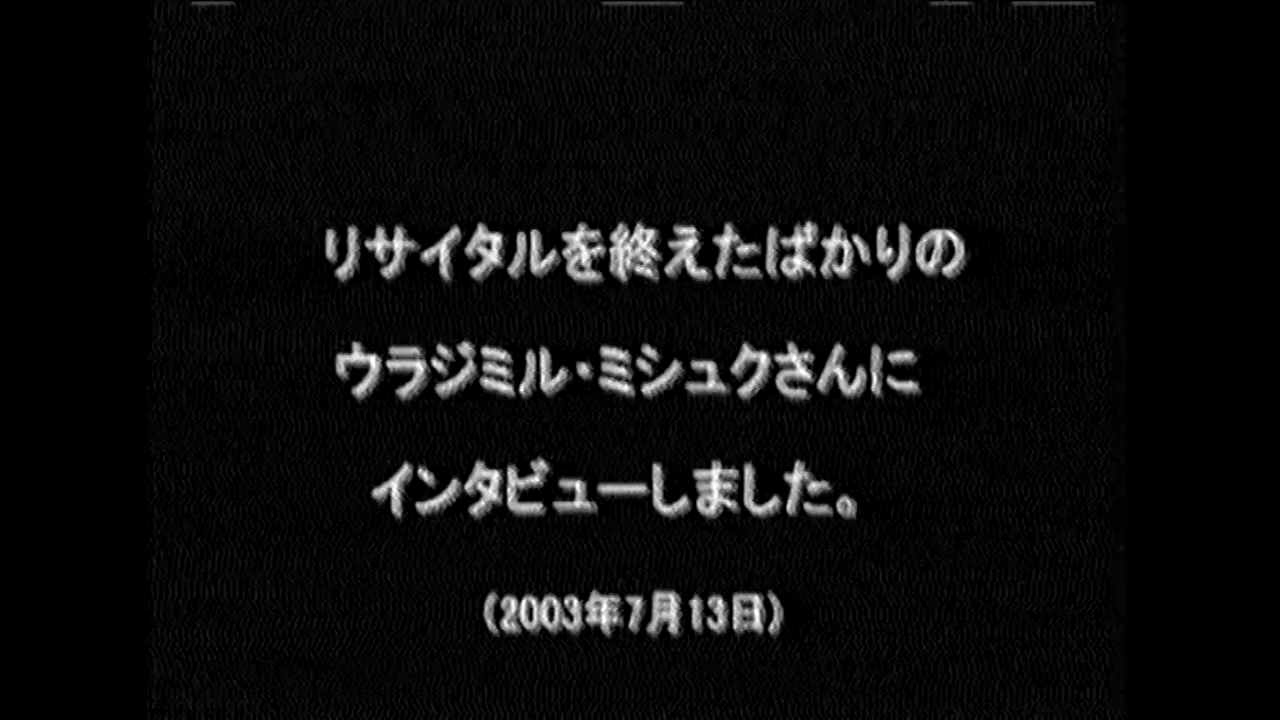 リサイタルを終えたばかりの
ウラジミル・ミシュクさんに
インタビューしました。
（2003年7月13日）